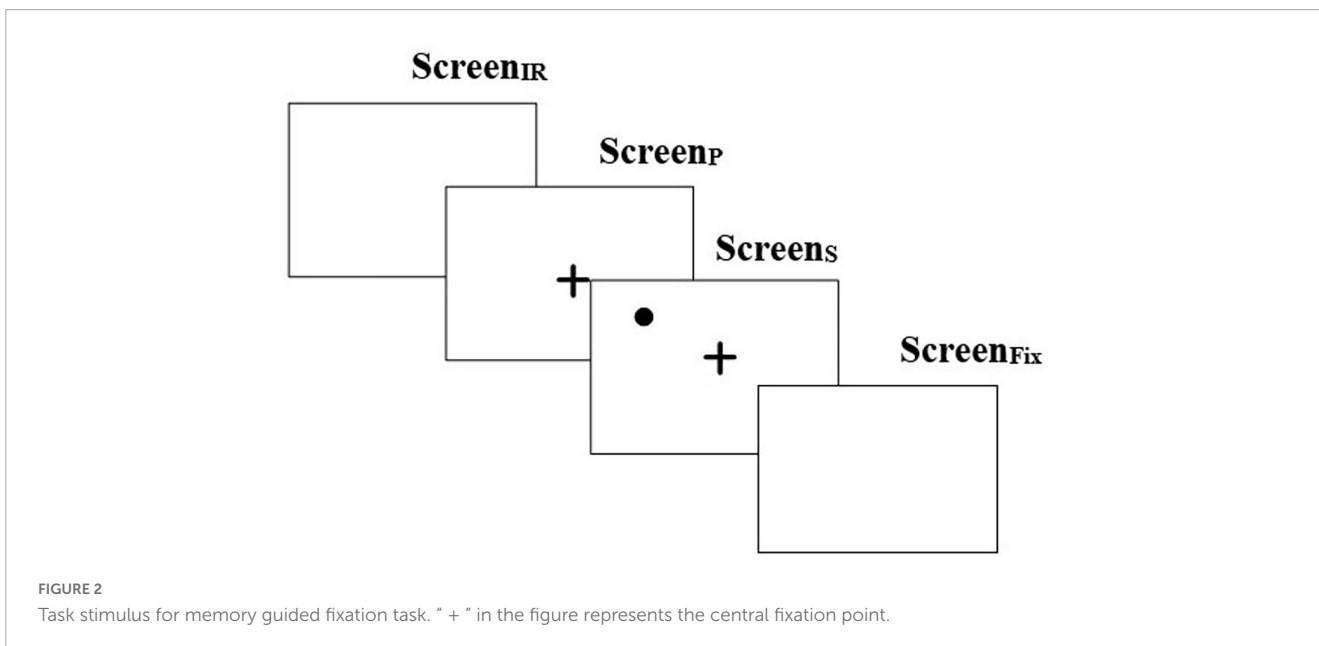 ScreenIR
ScreenP
ScreenS
ScreenFix
FIGURE 2
Task stimulus for memory guided fixation task. “ + ” in the figure represents the central fixation point.